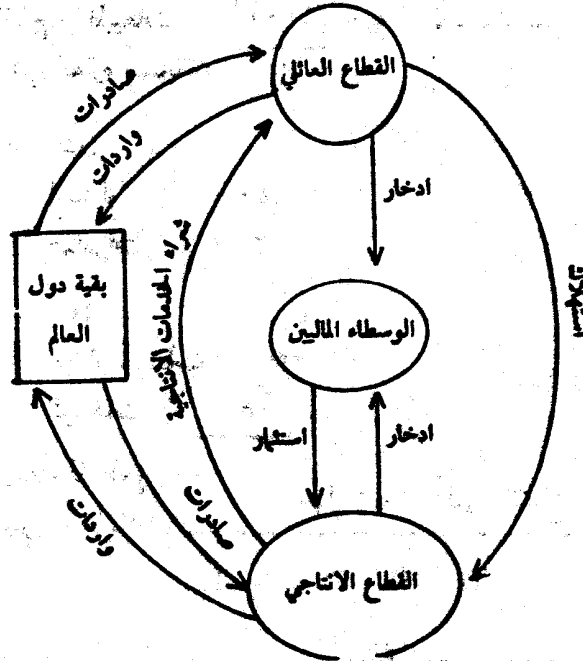 القطاع العائلي
صادرات
واردات
ادخار
شراء الخدمات الانتاجية
بقية دول
العالم
الوسطاء الماليين
استثمار
ادخار
صادرات
واردات
القطاع الانتاجي